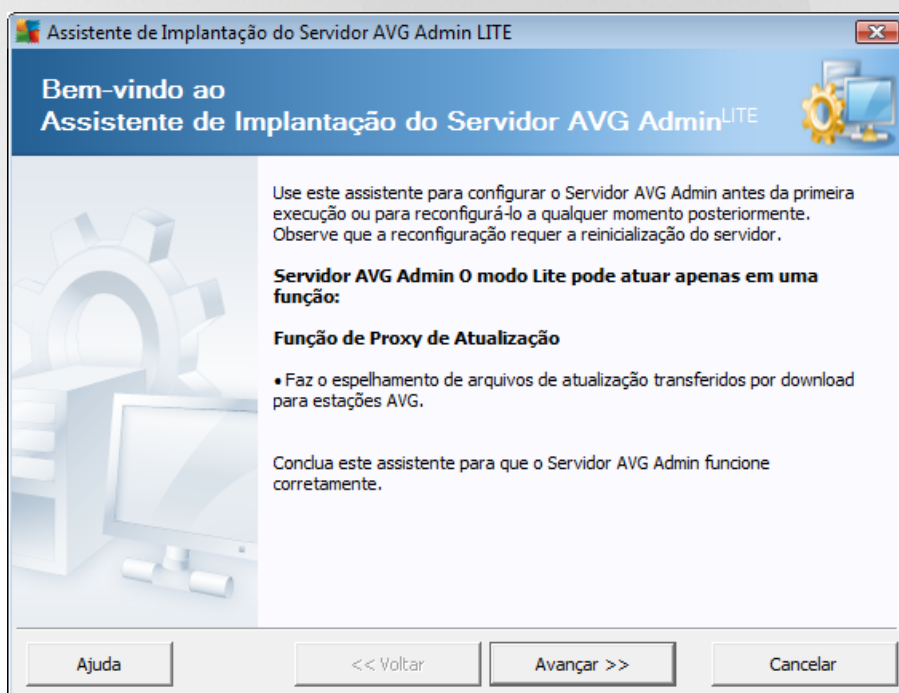 Assistente de Implantação do Servidor AVG Admin LITE
Bem-vindo ao
Assistente de Implantação do Servidor AVG Admin LITE
Use este assistente para configurar o Servidor AVG Admin antes da primeira
execução ou para reconfigurá-lo a qualquer momento posteriormente.
Observe que a reconfiguração requer a reinicialização do servidor.
Servidor AVG Admin O modo Lite pode atuar apenas em uma
função:
Função de Proxy de Atualização
• Faz o espelhamento de arquivos de atualização transferidos por download
para estações AVG.
Conclua este assistente para que o Servidor AVG Admin funcione
corretamente.
Ajuda
<< Voltar
Avançar >>
Cancelar